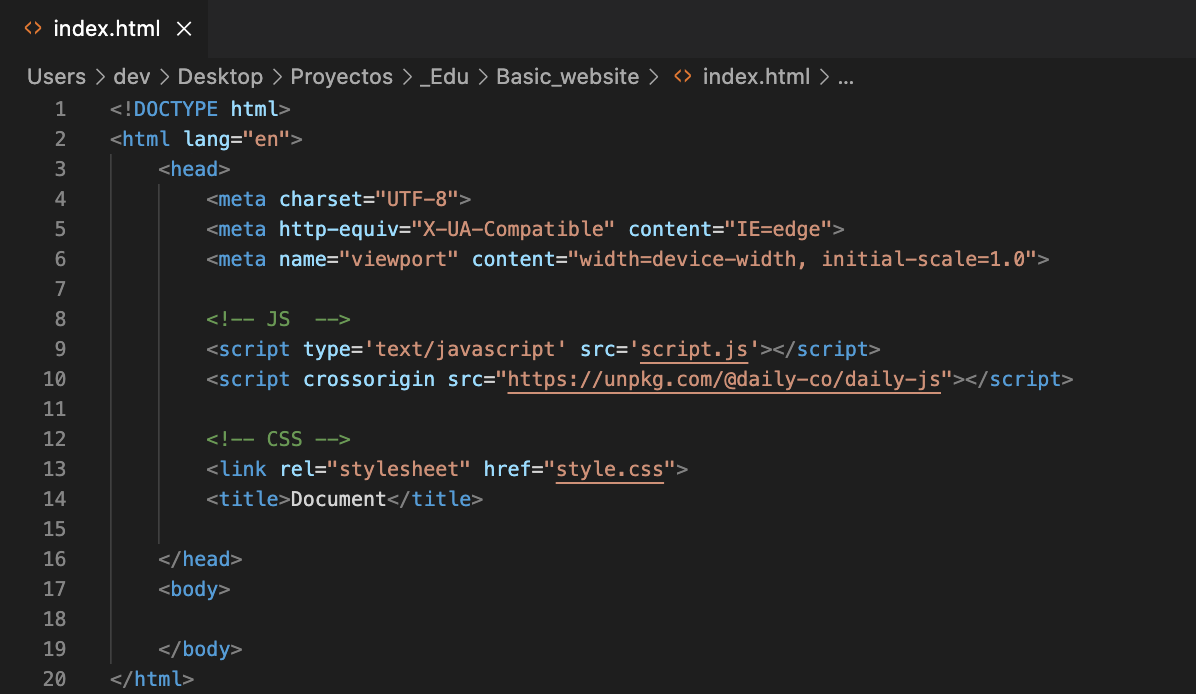 index.html
Users > dev > Desktop > Proyectos > _Edu > Basic_website > <> index.html > ...
1 <!DOCTYPE html>
2 <html lang="en">
3     <head>
4         <meta charset="UTF-8">
5         <meta http-equiv="X-UA-Compatible" content="IE=edge">
6         <meta name="viewport" content="width=device-width, initial-scale=1.0">
7
8         <!-- JS  -->
9         <script type='text/javascript' src='script.js'></script>
10         <script crossorigin src="https://unpkg.com/@daily-co/daily-js"></script>
11
12         <!-- CSS -->
13         <link rel="stylesheet" href="style.css">
14         <title>Document</title>
15
16     </head>
17     <body>
18
19     </body>
20 </html>